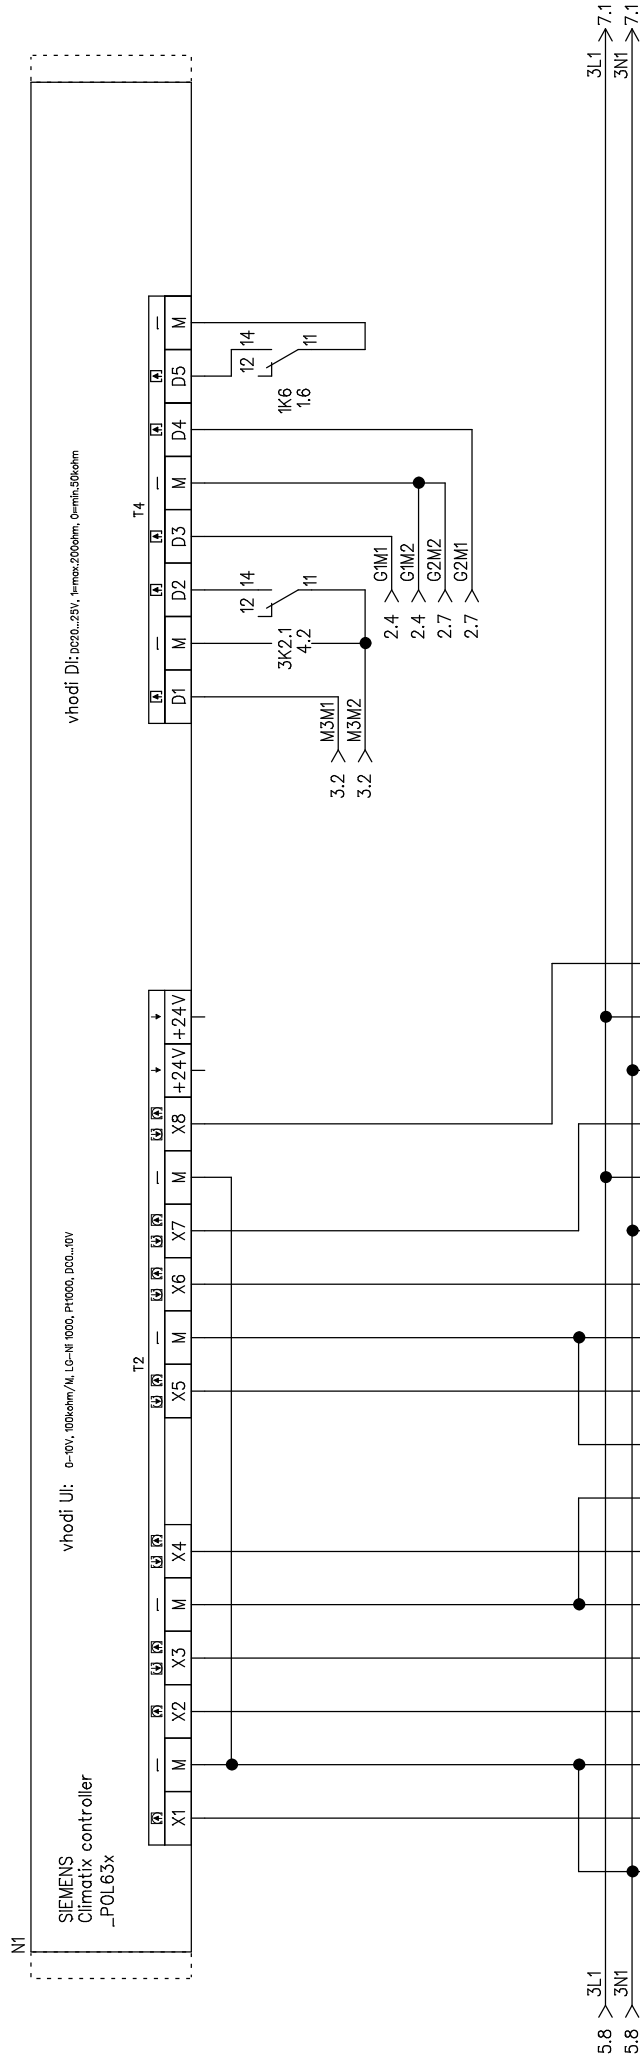 N1
SIEMENS
Climatix controller
_POL63x
vhodi UI: 0-10V, 100kohm/M, LG-Ni 1000, Pt1000, DC0...10V
vhodi DI: DC20...25V, 1=max.200ohm, 0=min.50kohm
T2
T4
X1 M X2 X3 M X4 X5 M X6 X7 M X8 +24V +24V
D1 M D2 D3 M D4 D5 M
12 14
11
3K2.1
4.2
12 14
11
1K6
1.6
3.2 M3M1
3.2 M3M2
2.4 G1M1
2.4 G1M2
2.7 G2M2
2.7 G2M1
5.8 3L1
5.8 3N1
3L1 7.1
3N1 7.1